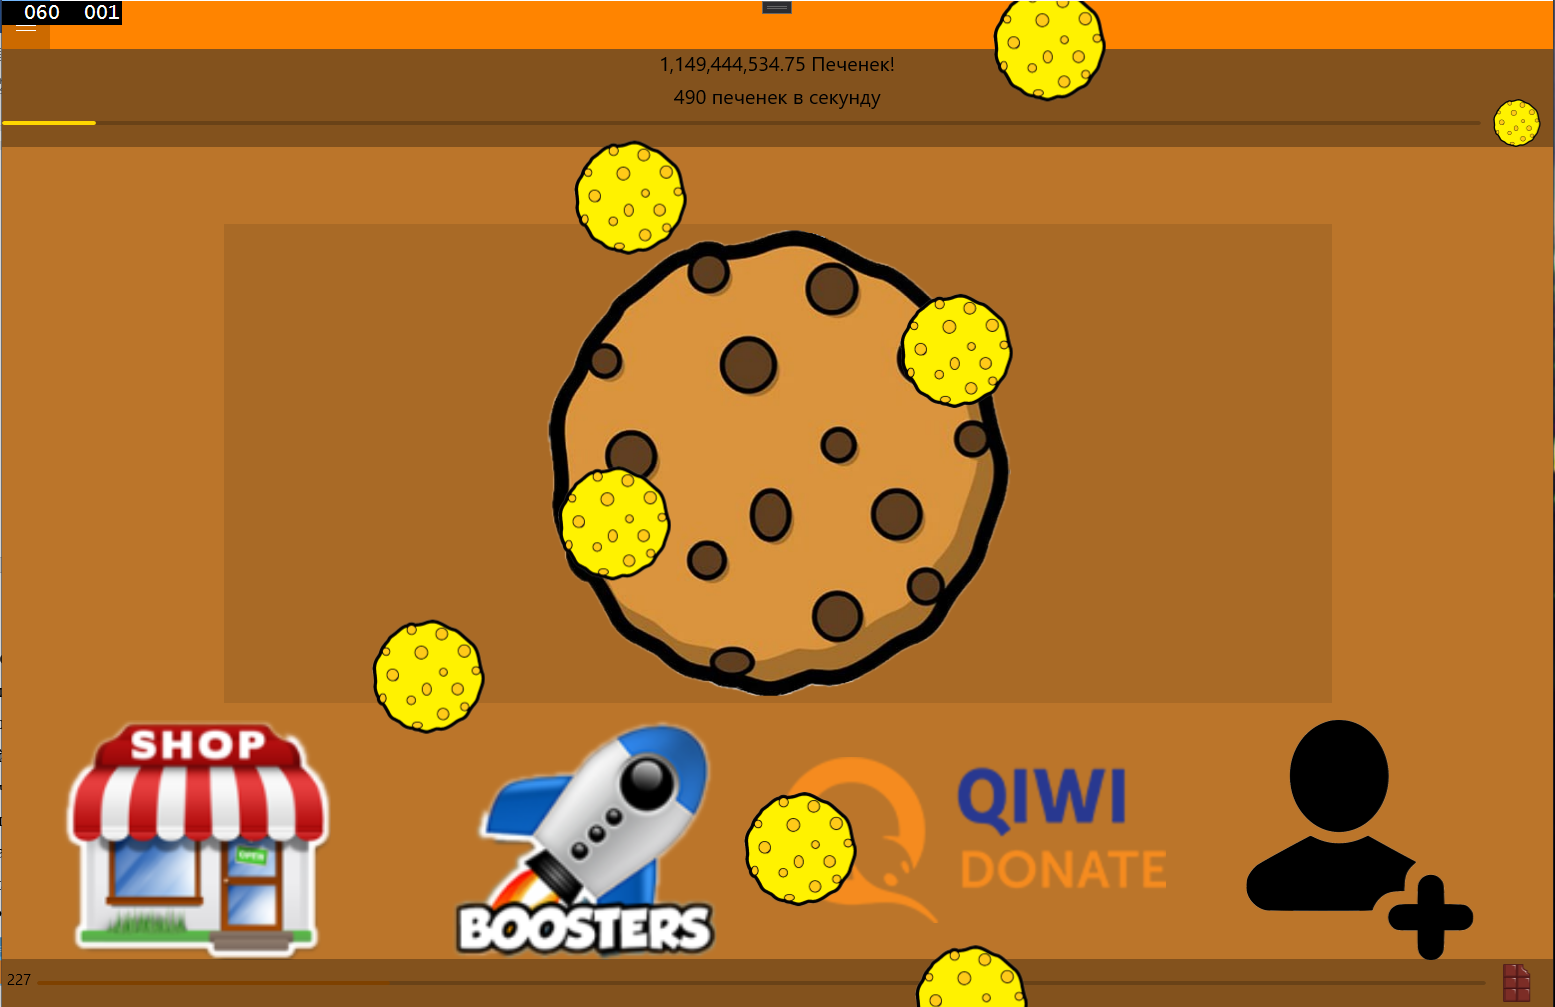 060 001
1,149,444,534.75 Печенек!
490 печенек в секунду
SHOP
OPEN
BOOSTERS
QIWI
DONATE
227